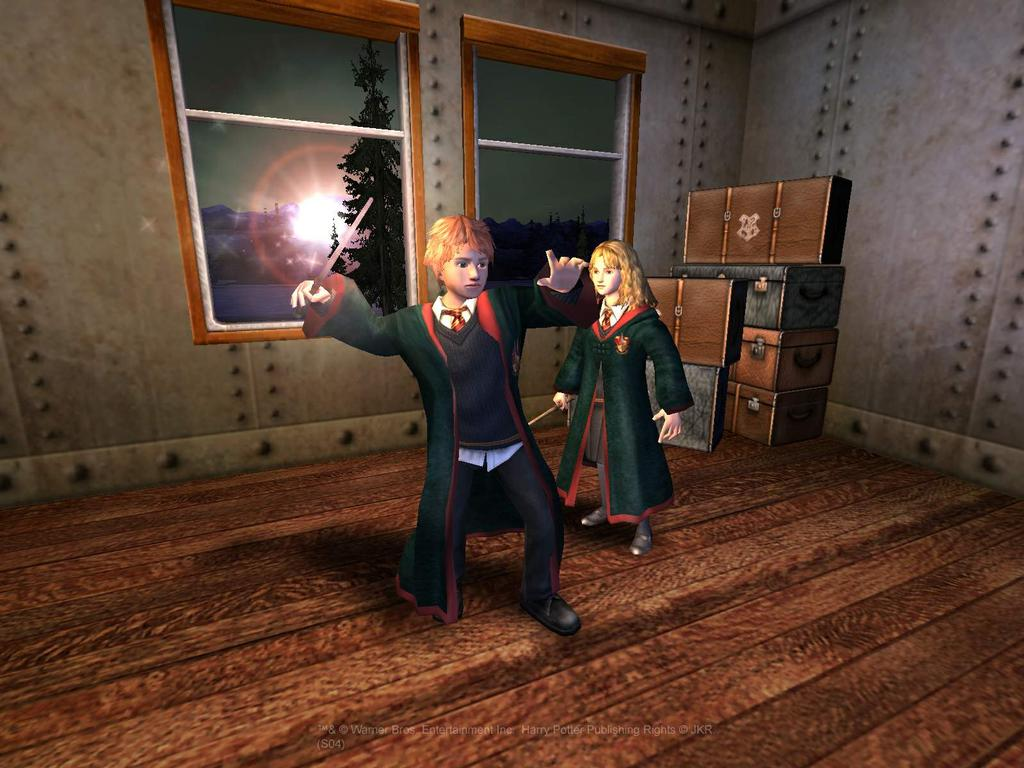 ™& © Warner Bros. Entertainment Inc. Harry Potter Publishing Rights © JKR.
(S04)